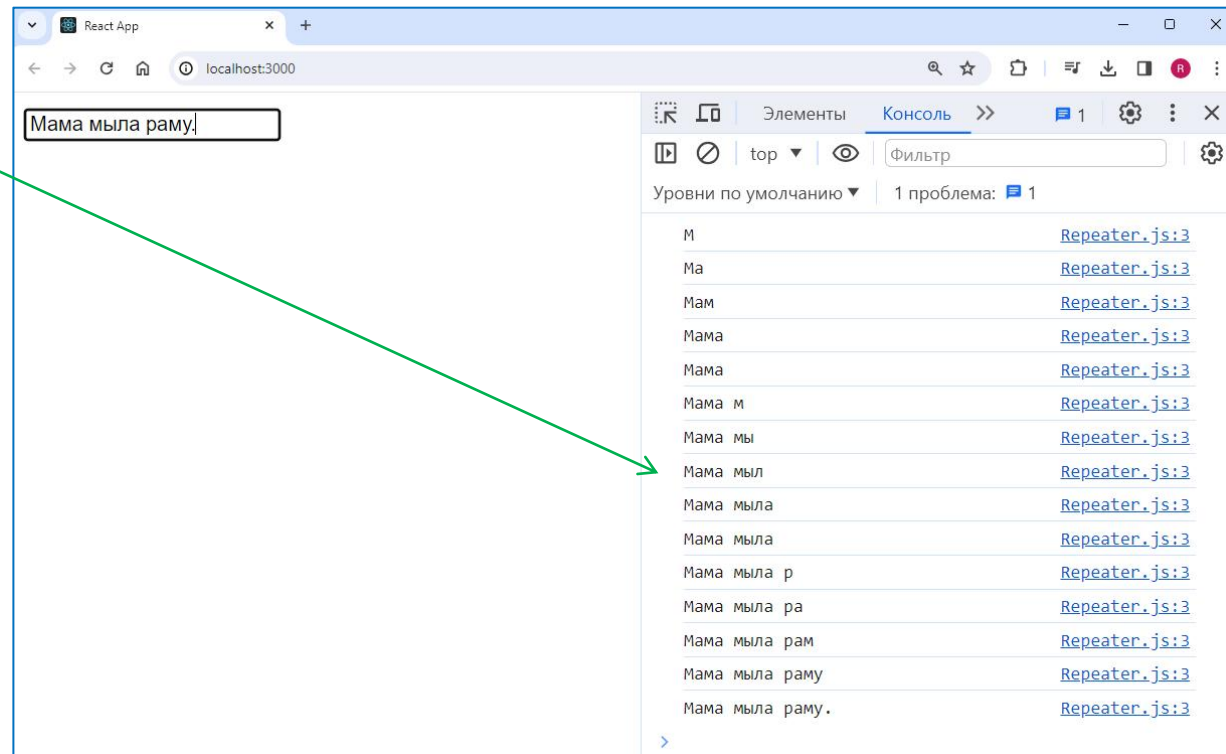 React App
localhost:3000
R
Мама мыла раму.
Элементы Консоль 1
top Фильтр
Уровни по умолчанию 1 проблема: 1
М Repeater.js:3
Ма Repeater.js:3
Мам Repeater.js:3
Мама Repeater.js:3
Мама Repeater.js:3
Мама м Repeater.js:3
Мама мы Repeater.js:3
Мама мыл Repeater.js:3
Мама мыла Repeater.js:3
Мама мыла Repeater.js:3
Мама мыла р Repeater.js:3
Мама мыла ра Repeater.js:3
Мама мыла рам Repeater.js:3
Мама мыла раму Repeater.js:3
Мама мыла раму. Repeater.js:3